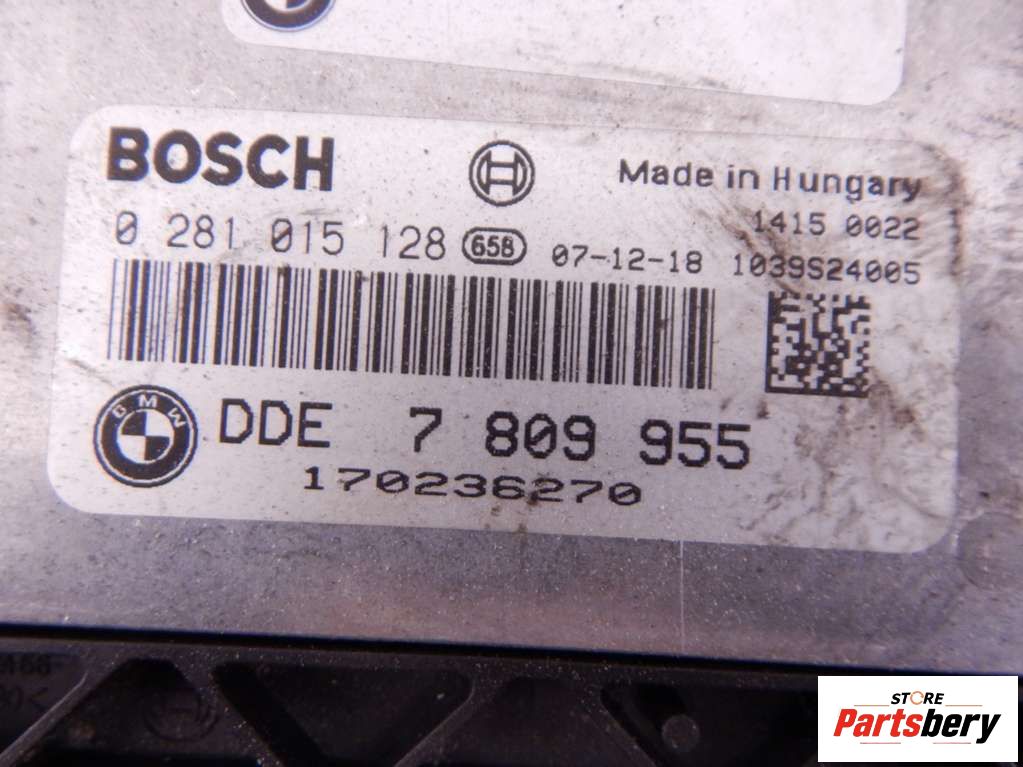 BOSCH
Made in Hungary
1415 0022
0 281 015 128 658 07-12-18 1039S24005
BMW
DDE 7 809 955
170236270
STORE
Partsbery